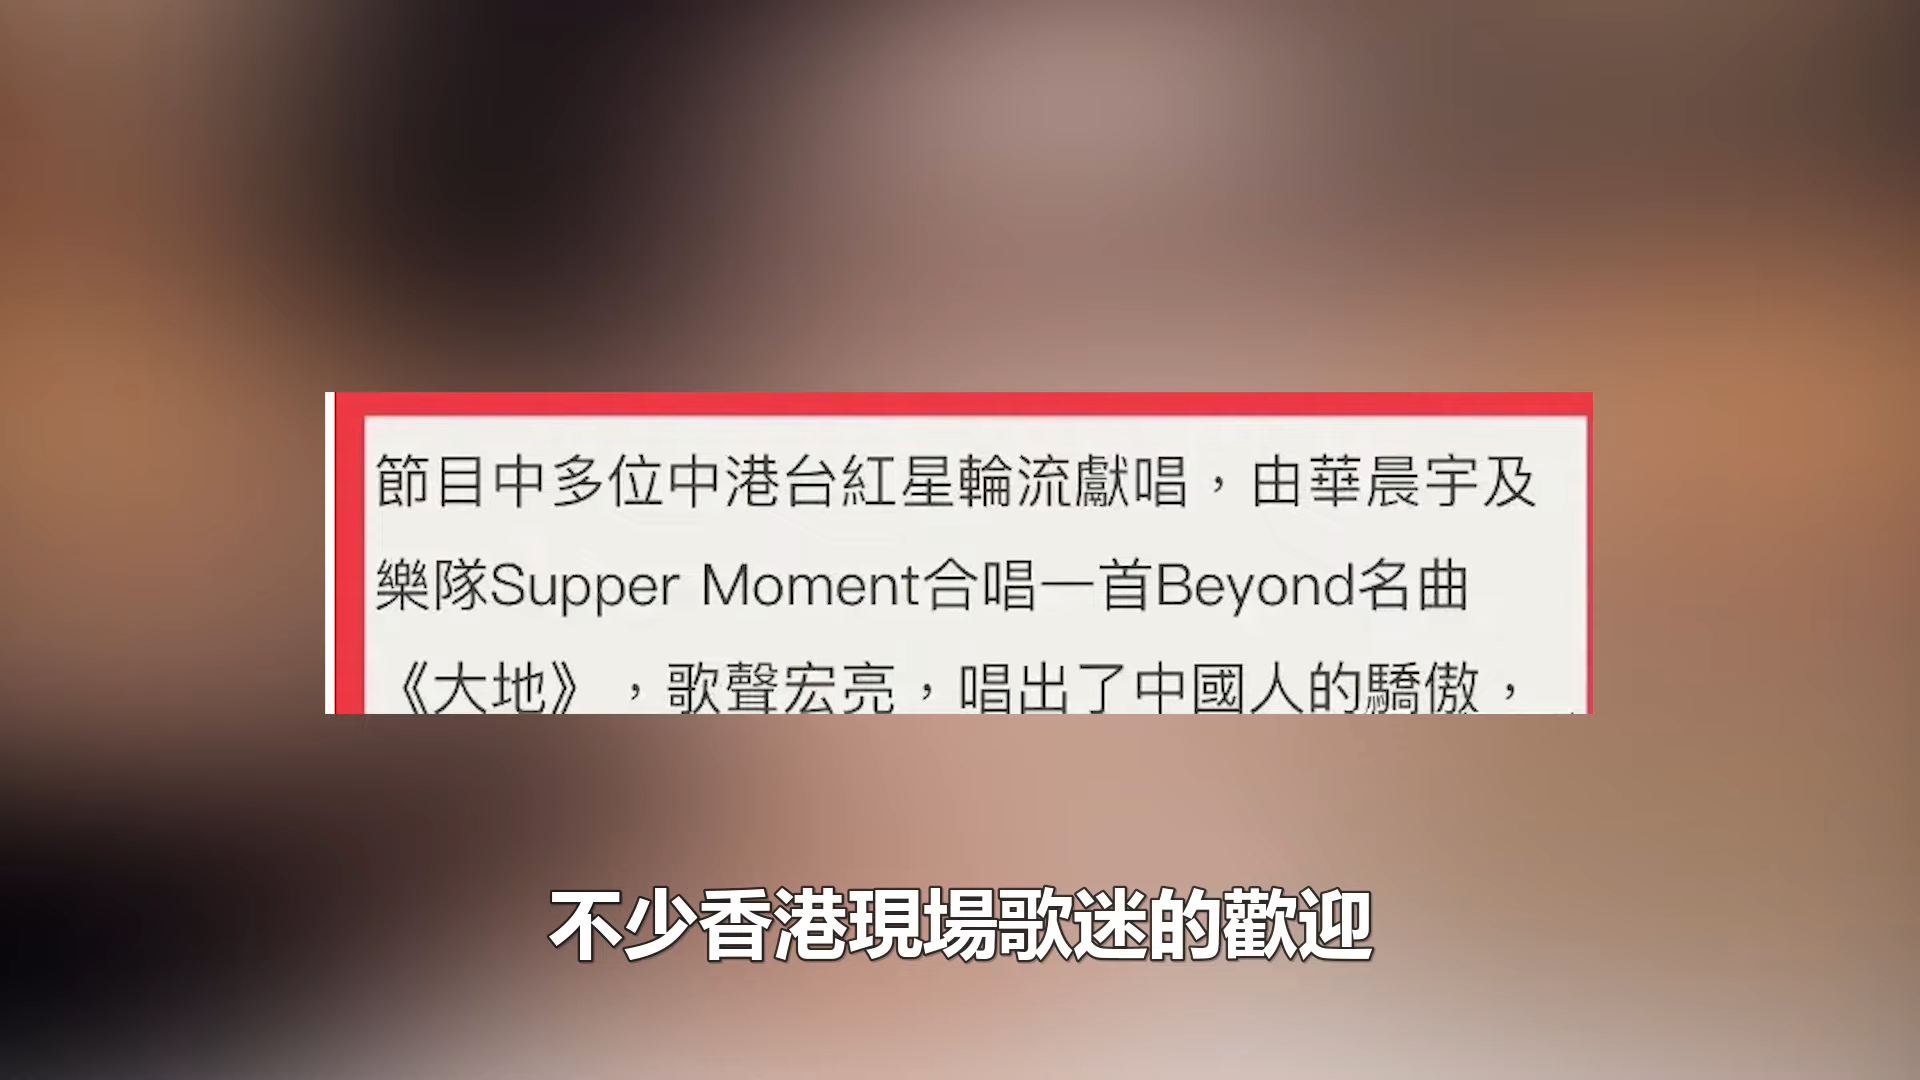 節目中多位中港台紅星輪流獻唱，由華晨宇及
樂隊Supper Moment合唱一首Beyond名曲
《大地》，歌聲宏亮，唱出了中國人的驕傲，
不少香港現場歌迷的歡迎